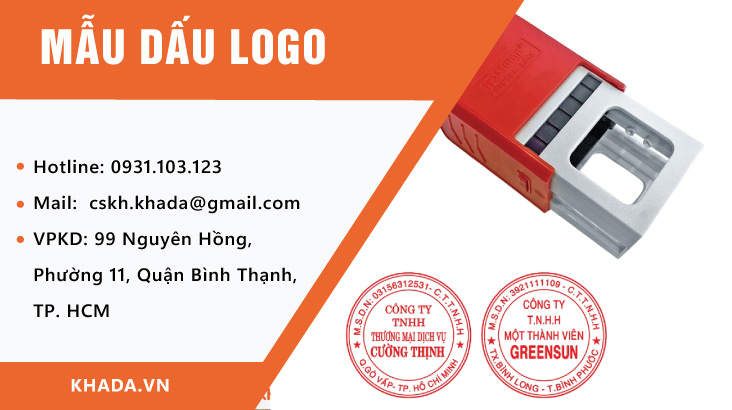 MẪU DẤU LOGO
Hotline: 0931.103.123
Mail: cskh.khada@gmail.com
VPKD: 99 Nguyên Hồng,
Phường 11, Quận Bình Thạnh,
TP. HCM
KHADA.VN
M.S.D.N: 03156312531- C.T.T.N.H.H
CÔNG TY
TNHH
THƯƠNG MẠI DỊCH VỤ
CƯỜNG THỊNH
Q.GÒ VẤP- TP. HỒ CHÍ MINH
M.S.D.N: 3921111109 - C.T.T.N.H.H
CÔNG TY
T.N.H.H
MỘT THÀNH VIÊN
GREENSUN
TX.BÌNH LONG - T.BÌNH PHƯỚC